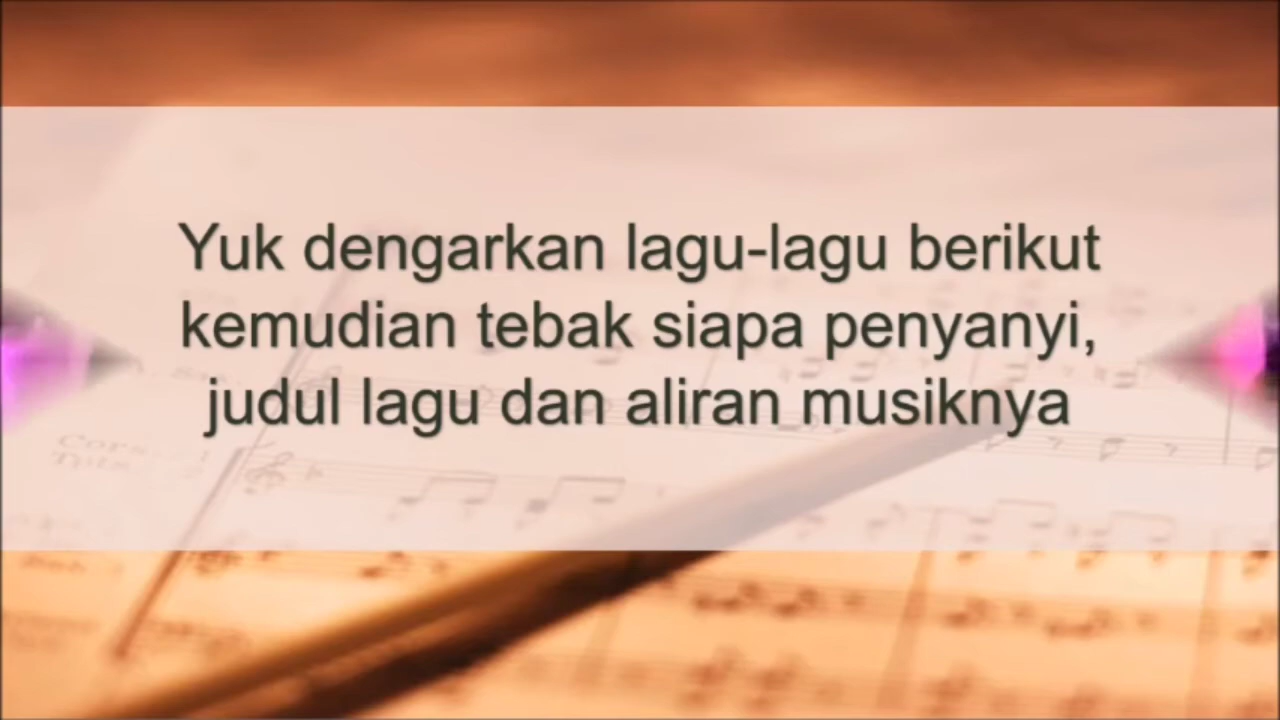 Yuk dengarkan lagu-lagu berikut
kemudian tebak siapa penyanyi,
judul lagu dan aliran musiknya